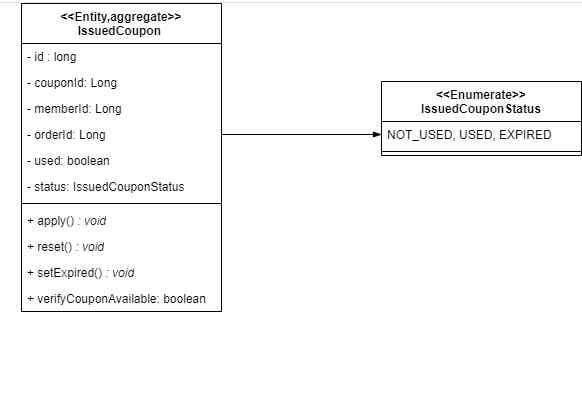 <<Entity,aggregate>>
IssuedCoupon
- id : long
- couponId: Long
- memberId: Long
- orderId: Long
- used: boolean
- status: IssuedCouponStatus
+ apply() : void
+ reset() : void
+ setExpired() : void
+ verifyCouponAvailable: boolean
<<Enumerate>>
IssuedCouponStatus
NOT_USED, USED, EXPIRED